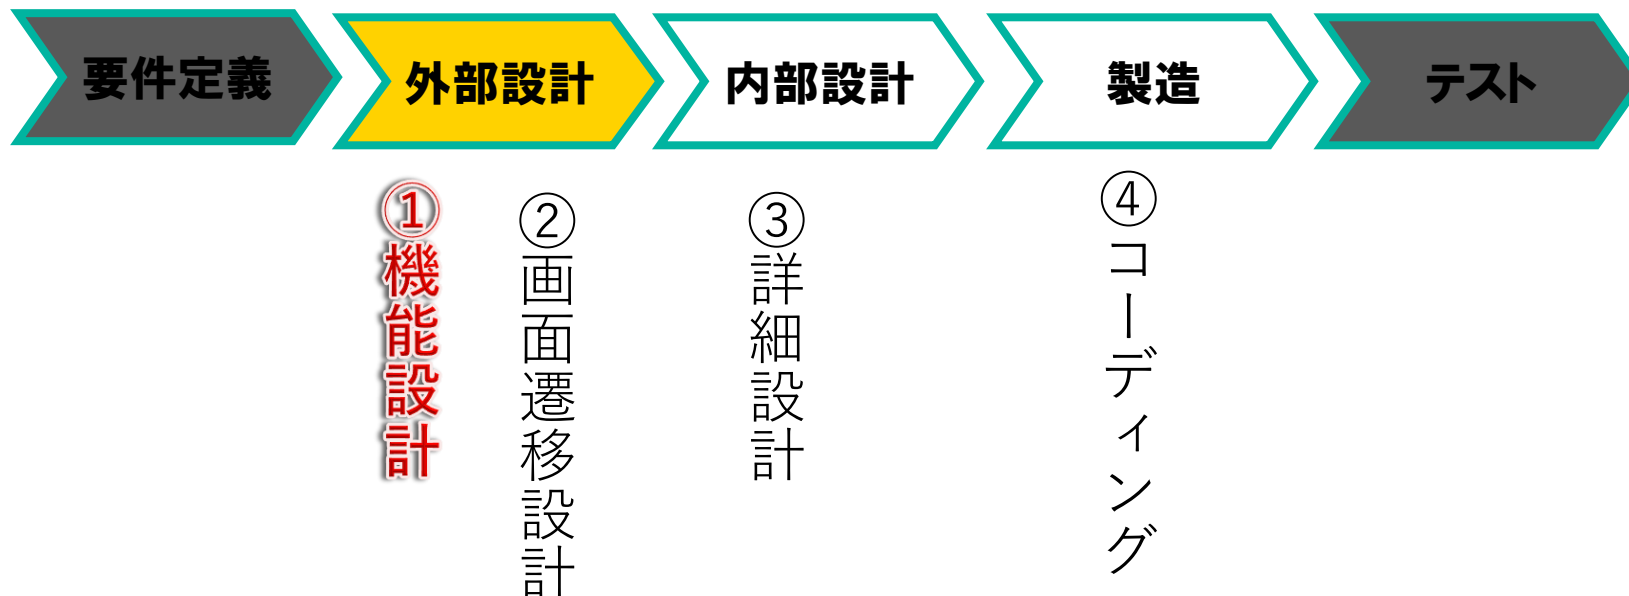 要件定義
外部設計
内部設計
製造
テスト
①機能設計
②画面遷移設計
③詳細設計
④コーディング